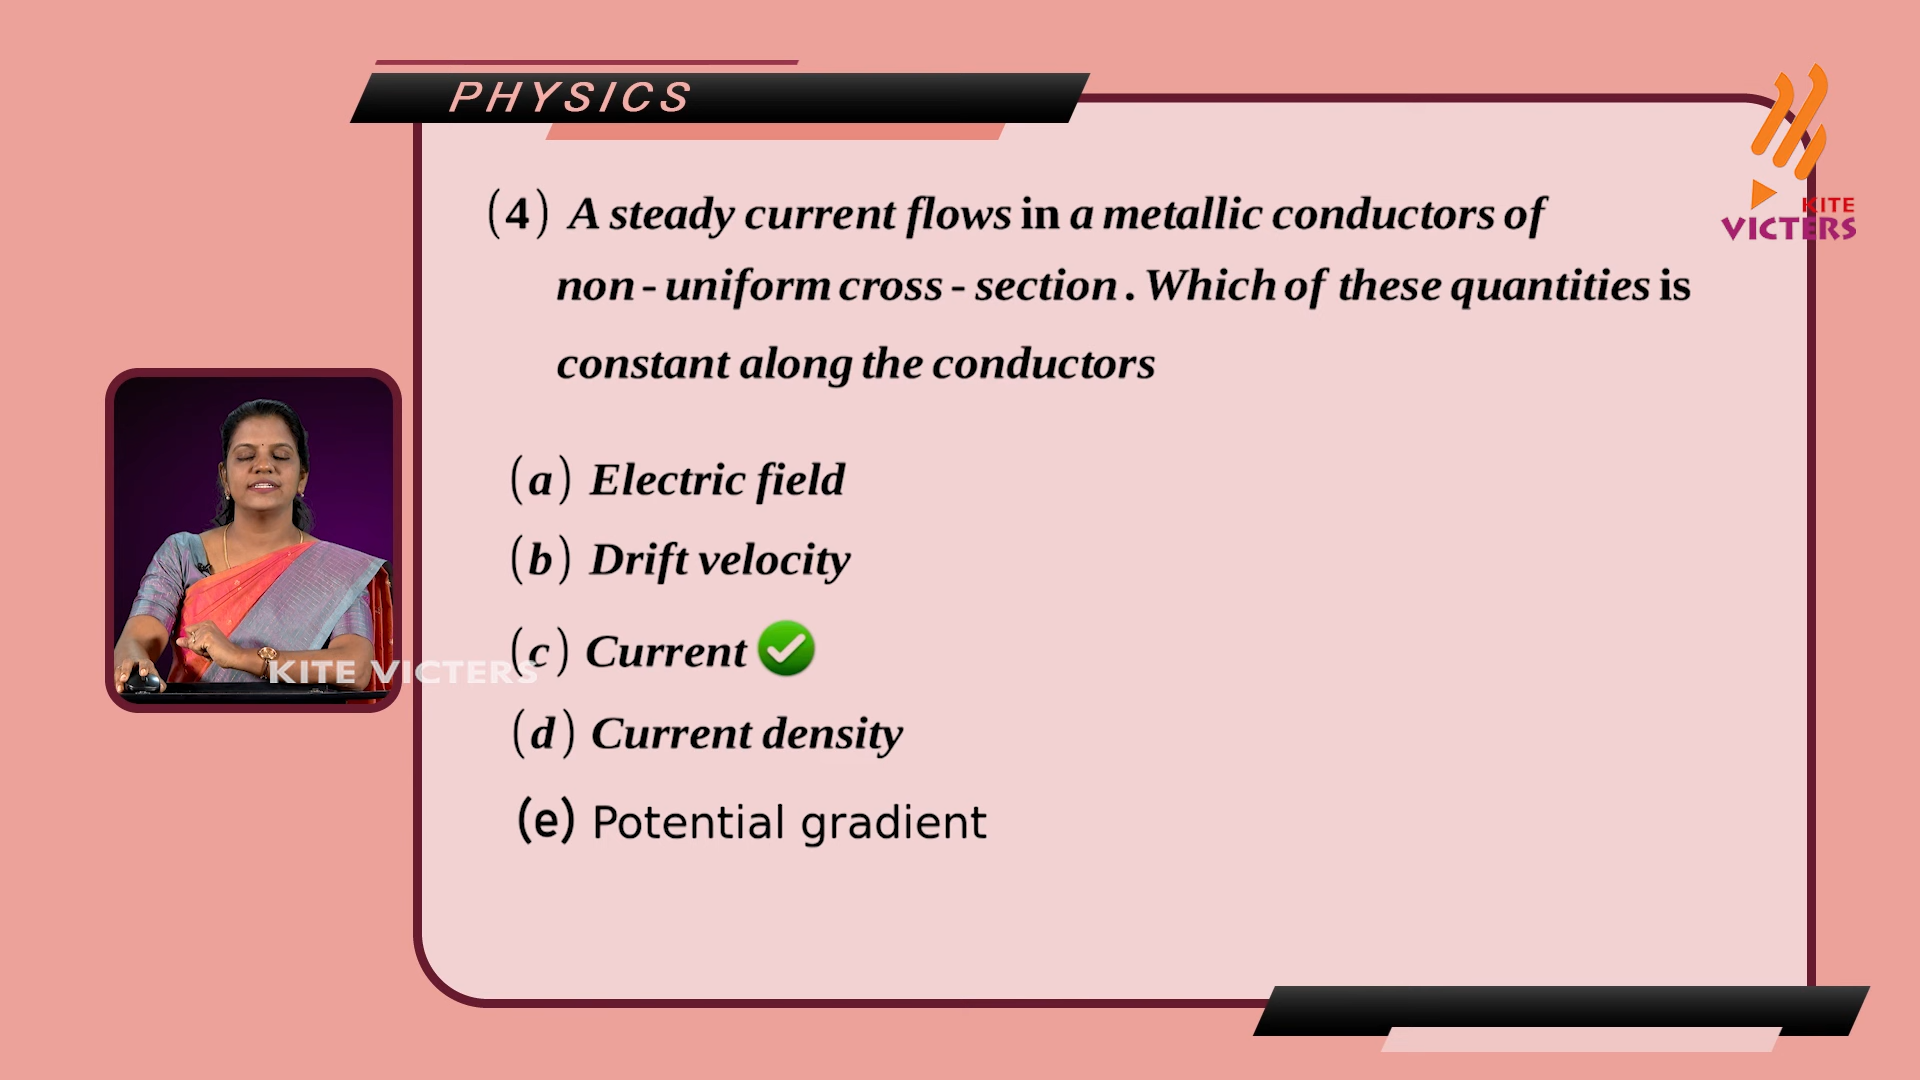 PHYSICS
KITE
VICTERS
(4) A steady current flows in a metallic conductors of
non - uniform cross - section . Which of these quantities is
constant along the conductors
(a) Electric field
(b) Drift velocity
(c) Current
KITE VICTERS
(d) Current density
(e) Potential gradient